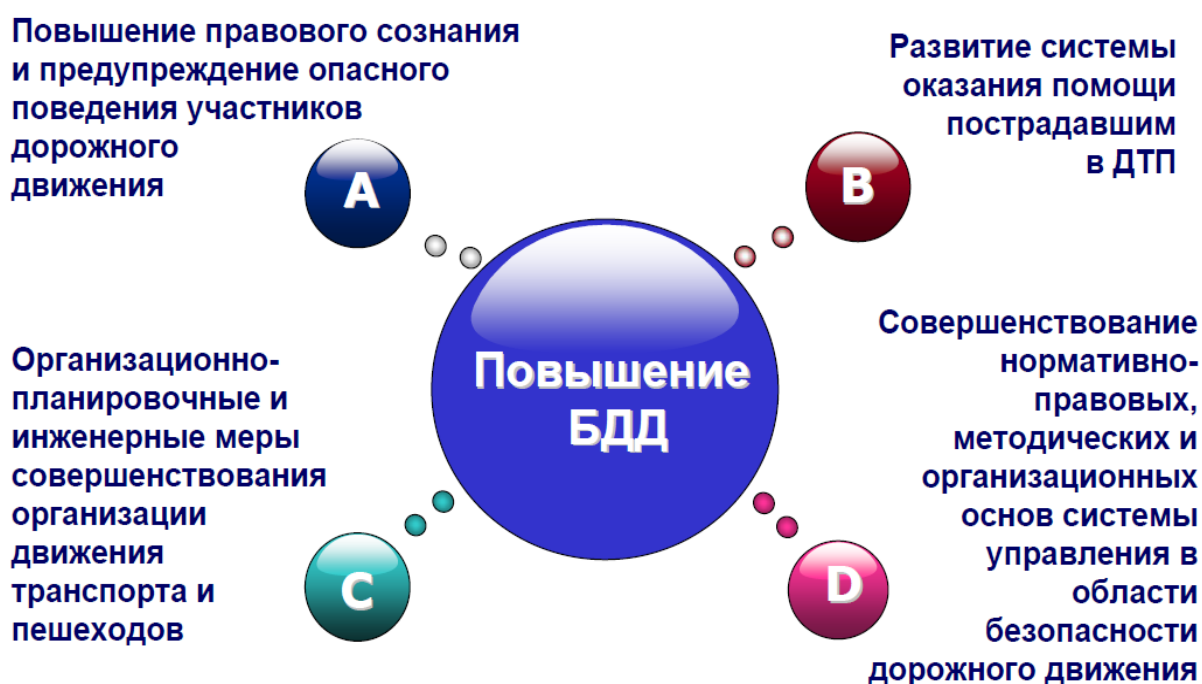 Повышение правового сознания
и предупреждение опасного
поведения участников
дорожного
движения
A
Развитие системы
оказания помощи
пострадавшим
в ДТП
B
Повышение
БДД
Организационно-
планировочные и
инженерные меры
совершенствования
организации
движения
транспорта и
пешеходов
C
Совершенствование
нормативно-
правовых,
методических и
организационных
основ системы
управления в
области
безопасности
дорожного движения
D